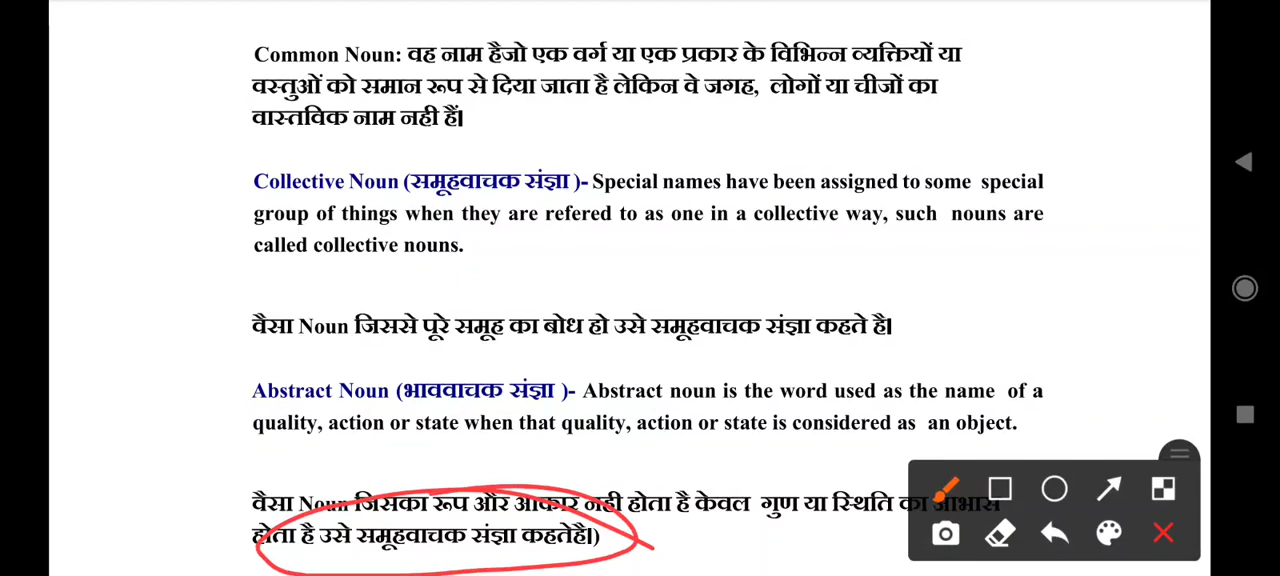 Common Noun: वह नाम हैजो एक वर्ग या एक प्रकार के विभिन्न व्यक्तियों या
वस्तुओं को समान रूप से दिया जाता है लेकिन वे जगह, लोगों या चीजों का
वास्तविक नाम नही हैं।
Collective Noun (समूहवाचक संज्ञा )- Special names have been assigned to some special
group of things when they are refered to as one in a collective way, such nouns are
called collective nouns.
वैसा Noun जिससे पूरे समूह का बोध हो उसे समूहवाचक संज्ञा कहते है।
Abstract Noun (भाववाचक संज्ञा )- Abstract noun is the word used as the name of a
quality, action or state when that quality, action or state is considered as an object.
वैसा Noun जिसका रूप और आकार नही होता है केवल गुण या स्थिति का आभास
होता है उसे समूहवाचक संज्ञा कहतेहै।)